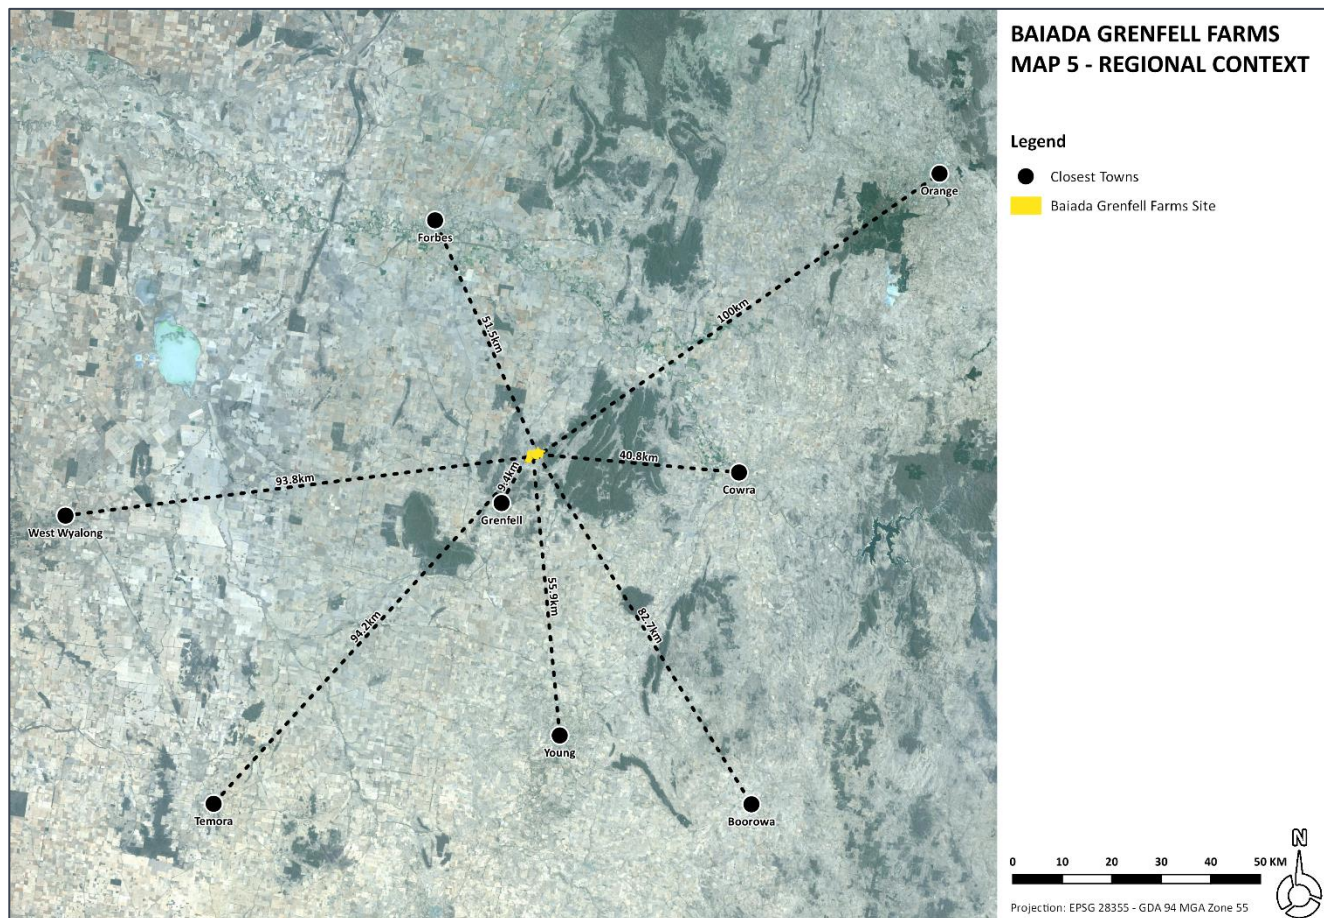 BAIADA GRENFELL FARMS
MAP 5 - REGIONAL CONTEXT
Legend
Closest Towns
Baiada Grenfell Farms Site
Orange
Forbes
100km
51.5km
40.8km
93.8km
9.4km
Cowra
Grenfell
West Wyalong
55.9km
82.7km
94.2km
Young
Temora
Boorowa
N
0 10 20 30 40 50 KM
Projection: EPSG 28355 - GDA 94 MGA Zone 55